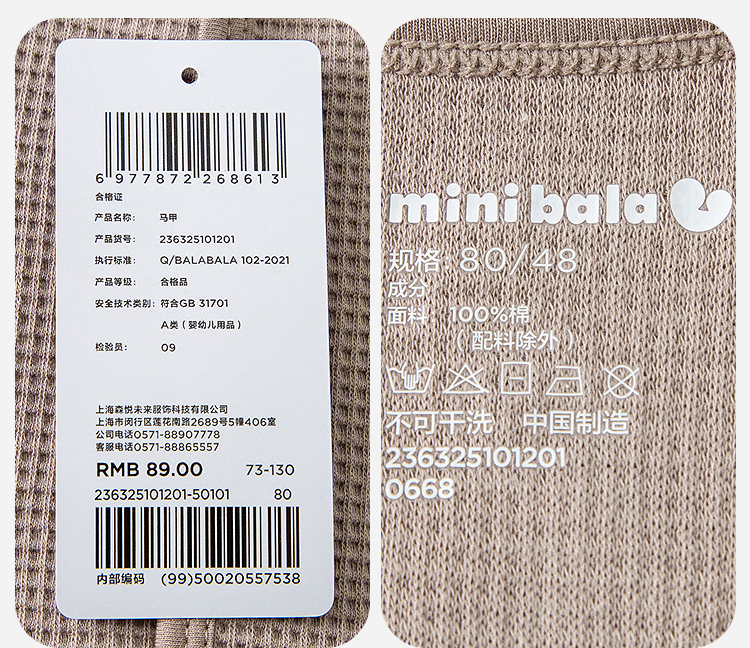 6 977872 268613
合格证
产品名称: 马甲
产品货号: 236325101201
执行标准: Q/BALABALA 102-2021
产品等级: 合格品
安全技术类别: 符合GB 31701
A类 (婴幼儿用品)
检验员: 09
上海森悦未来服饰科技有限公司
上海市闵行区莲花南路2689号5幢406室
公司电话0571-88907778
客服电话0571-88865557
RMB 89.00 73-130
236325101201-50101 80
内部编码 (99)50020557538
mini bala
规格: 80/48
成分
面料 100%棉
(配料除外)
不可干洗 中国制造
236325101201
0668